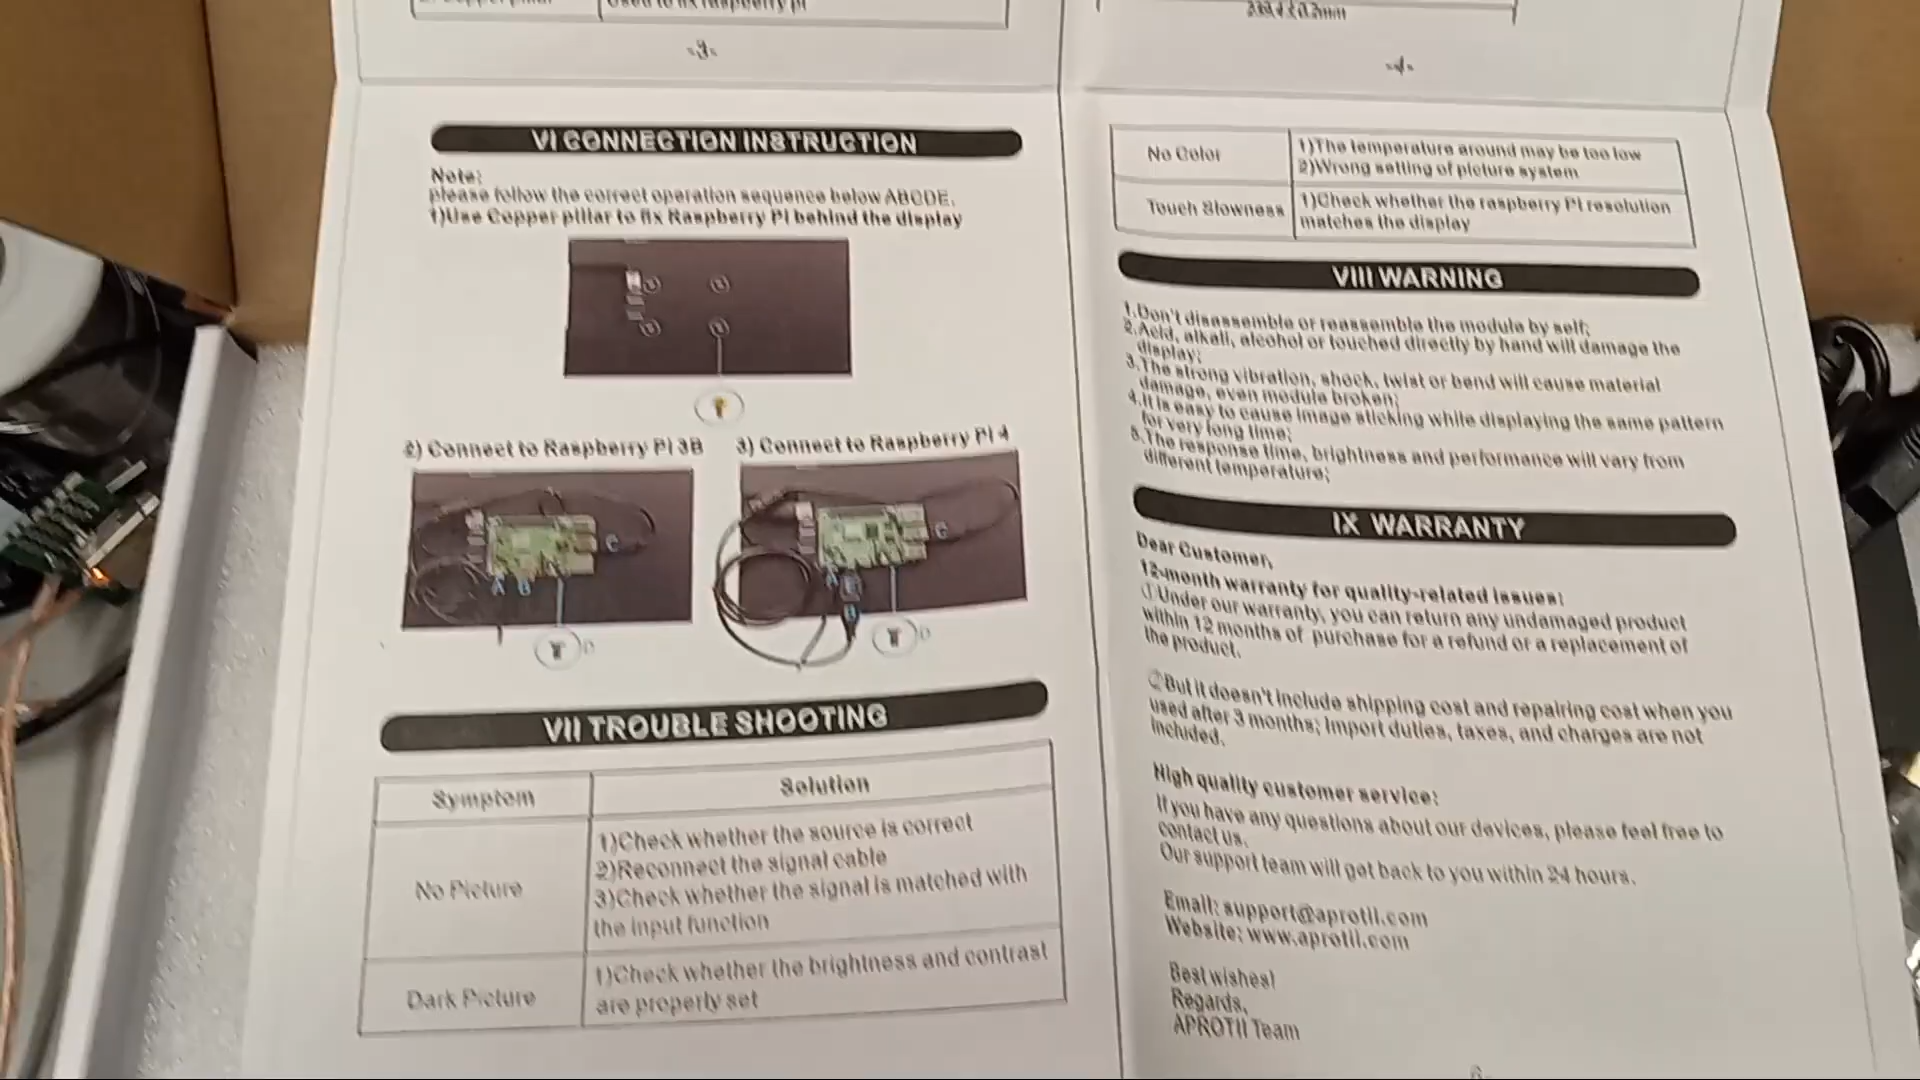 2. Copper pillar
Used to fix raspberry pi
-3-
-4-
VI CONNECTION INSTRUCTION
Note:
please follow the correct operation sequence below ABCDE.
1)Use Copper pillar to fix Raspberry Pi behind the display
2) Connect to Raspberry Pi 3B
3) Connect to Raspberry Pi 4
A B C D
A E B C D
VII TROUBLE SHOOTING
Symptom
Solution
No Picture
1)Check whether the source is correct
2)Reconnect the signal cable
3)Check whether the signal is matched with
the input function
Dark Picture
1)Check whether the brightness and contrast
are properly set
No Color
1)The temperature around may be too low
2)Wrong setting of picture system
Touch Slowness
1)Check whether the raspberry Pi resolution
matches the display
VIII WARNING
1.Don't disassemble or reassemble the module by self;
2.Acid, alkali, alcohol or touched directly by hand will damage the
display;
3.The strong vibration, shock, twist or bend will cause material
damage, even module broken;
4.It is easy to cause image sticking while displaying the same pattern
for very long time;
5.The response time, brightness and performance will vary from
different temperature;
IX WARRANTY
Dear Customer,
12-month warranty for quality-related issues:
①Under our warranty, you can return any undamaged product
within 12 months of purchase for a refund or a replacement of
the product.
②But it doesn't include shipping cost and repairing cost when you
used after 3 months; Import duties, taxes, and charges are not
included.
High quality customer service:
If you have any questions about our devices, please feel free to
contact us.
Our support team will get back to you within 24 hours.
Email: support@aprotii.com
Website: www.aprotii.com
Best wishes!
Regards,
APROTII Team